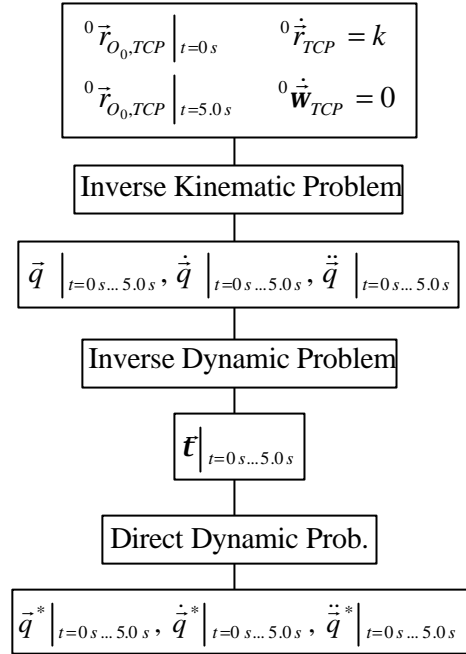 ⁰r⃗_{O₀,TCP}|_{t=0 s} ⁰ṙ⃗_{TCP} = k
⁰r⃗_{O₀,TCP}|_{t=5.0 s} ⁰ẇ⃗_{TCP} = 0
Inverse Kinematic Problem
q⃗ |_{t=0 s... 5.0 s}, q⃗̇ |_{t=0 s... 5.0 s}, q⃗̈ |_{t=0 s... 5.0 s}
Inverse Dynamic Problem
t⃗|_{t=0 s...5.0 s}
Direct Dynamic Prob.
q⃗*|_{t=0 s... 5.0 s}, q⃗̇*|_{t=0 s... 5.0 s}, q⃗̈*|_{t=0 s... 5.0 s}